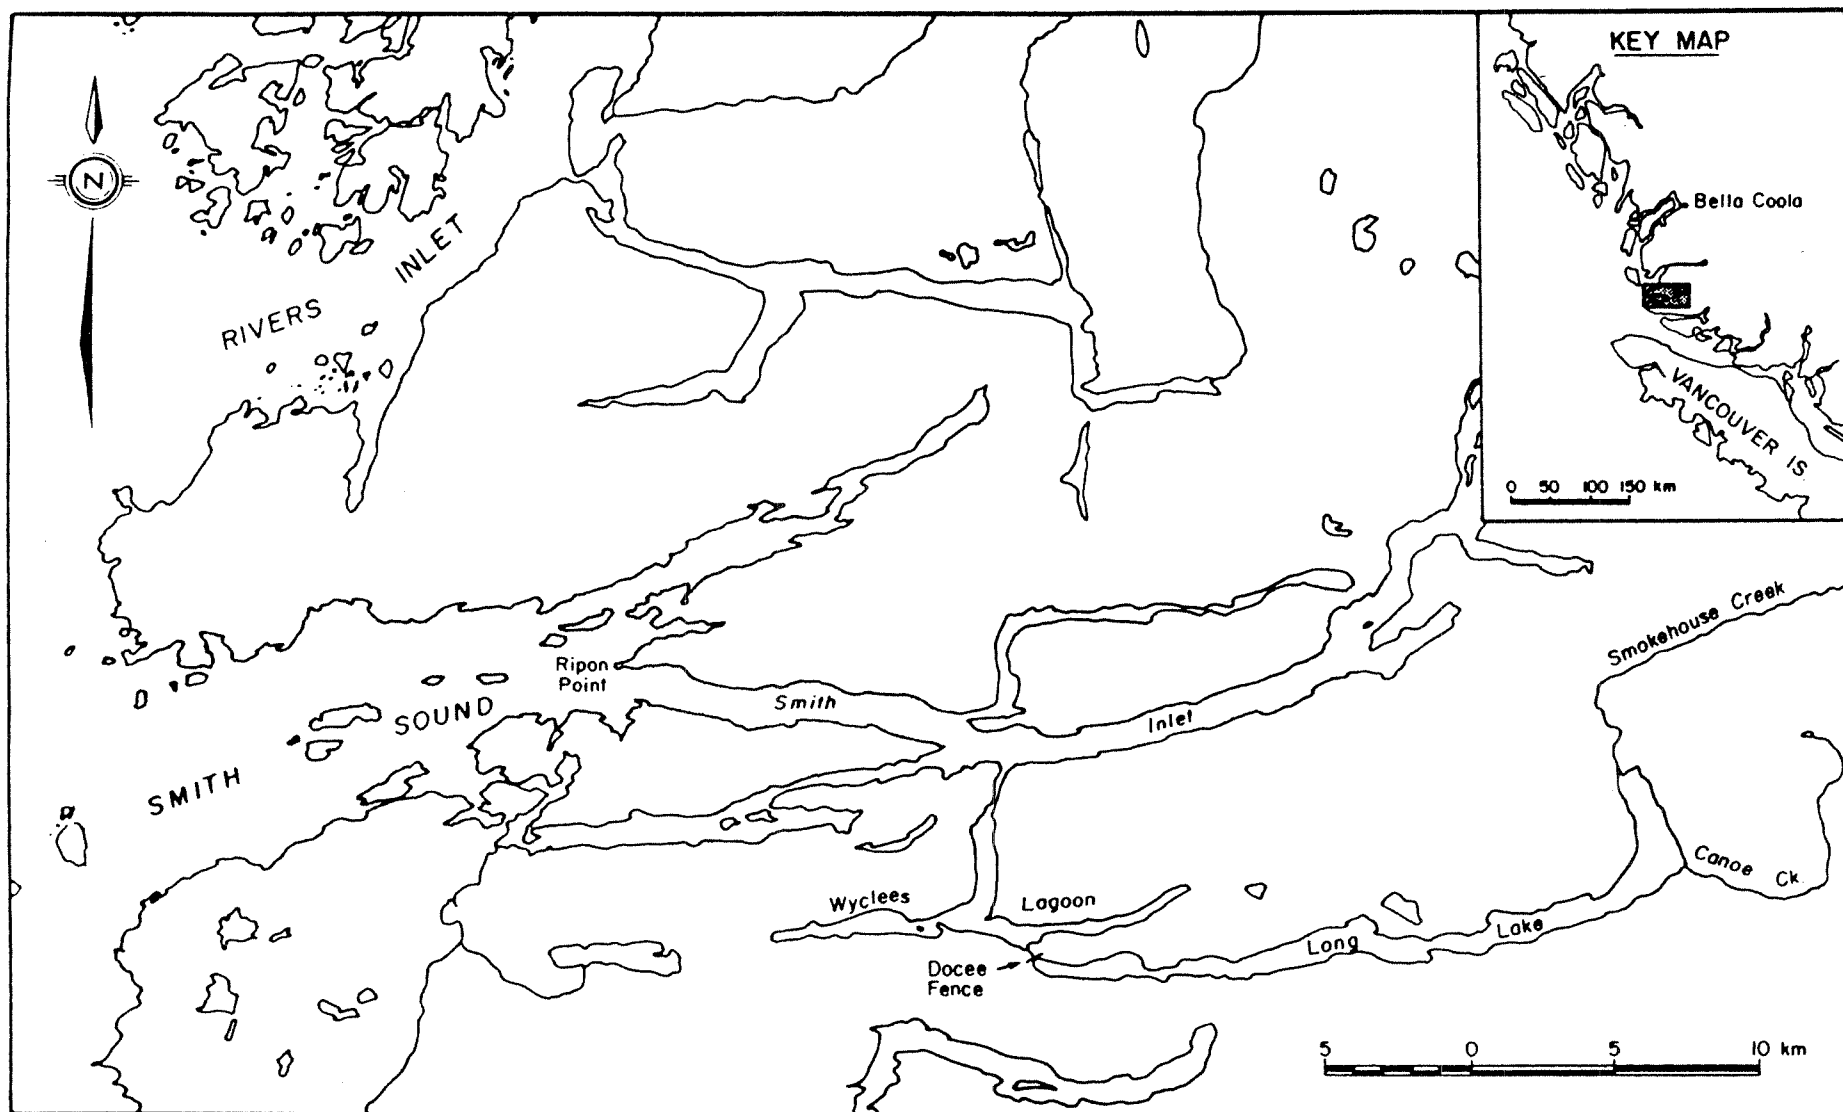 KEY MAP
Bella Coola
VANCOUVER IS
0 50 100 150 km
N
RIVERS INLET
Smokehouse Creek
Ripon
Point
Smith Inlet
SMITH SOUND
Canoe Ck.
Wyclees Lagoon
Long Lake
Docee
Fence
5 0 5 10 km